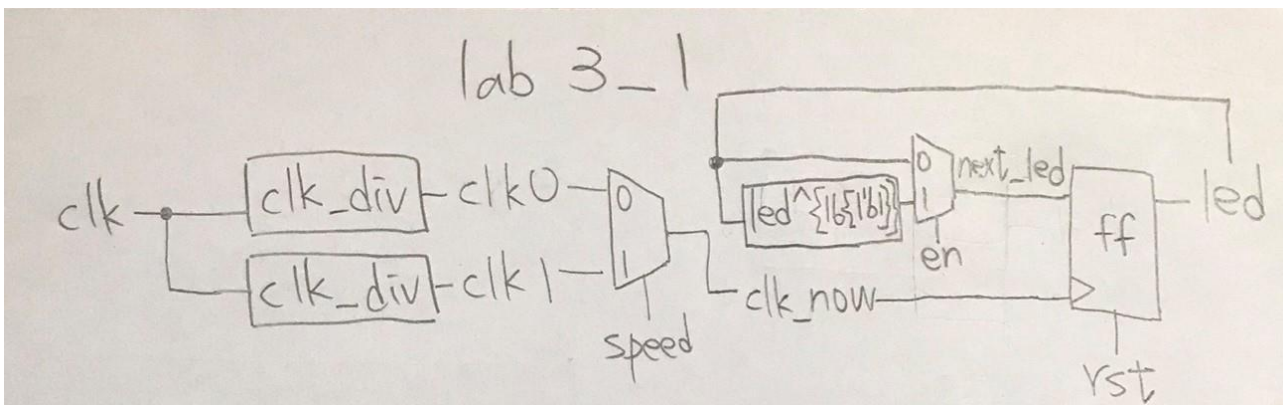 lab 3_1
clk
clk_div
clk0
clk_div
clk1
0
1
speed
clk_now
led^{16{1'b1}}
0
1
en
next_led
ff
rst
led